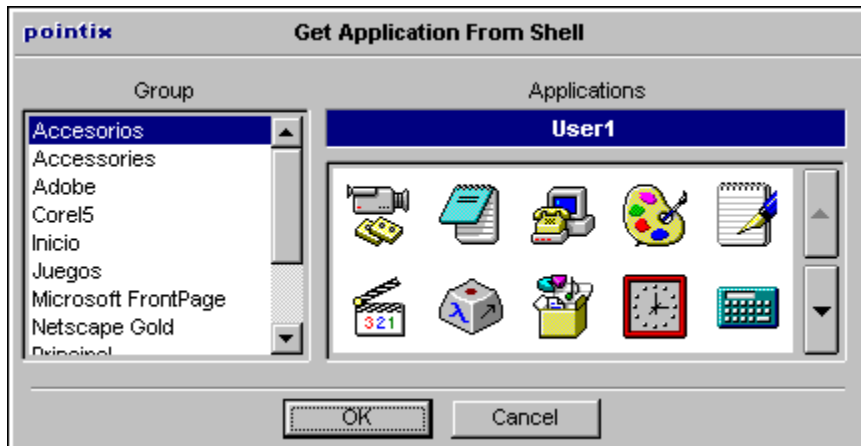 pointix
Get Application From Shell
Group
Applications
Accesorios
Accessories
Adobe
Corel5
Inicio
Juegos
Microsoft FrontPage
Netscape Gold
Principal
User1
321
λ
OK
Cancel